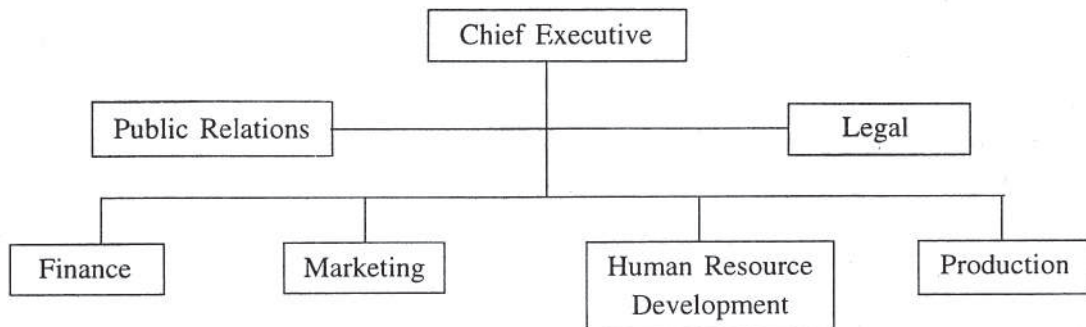 Chief Executive
Public Relations
Legal
Finance
Marketing
Human Resource
Development
Production